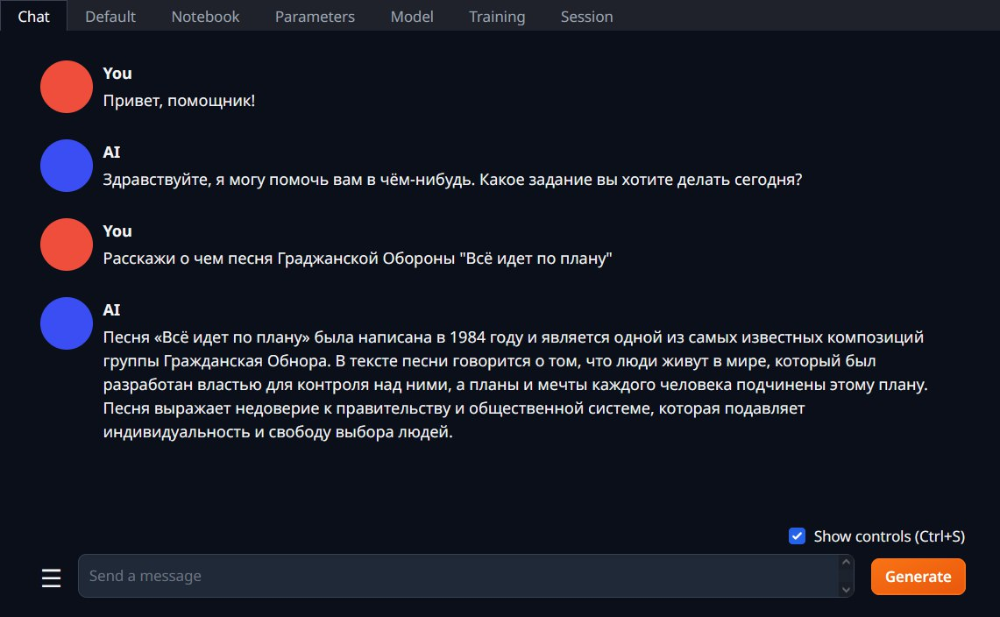 Chat Default Notebook Parameters Model Training Session
You
Привет, помощник!
AI
Здравствуйте, я могу помочь вам в чём-нибудь. Какое задание вы хотите делать сегодня?
You
Расскажи о чем песня Граджанской Обороны "Всё идет по плану"
AI
Песня «Всё идет по плану» была написана в 1984 году и является одной из самых известных композиций
группы Гражданская Обнора. В тексте песни говорится о том, что люди живут в мире, который был
разработан властью для контроля над ними, а планы и мечты каждого человека подчинены этому плану.
Песня выражает недоверие к правительству и общественной системе, которая подавляет
индивидуальность и свободу выбора людей.
Show controls (Ctrl+S)
Send a message
Generate